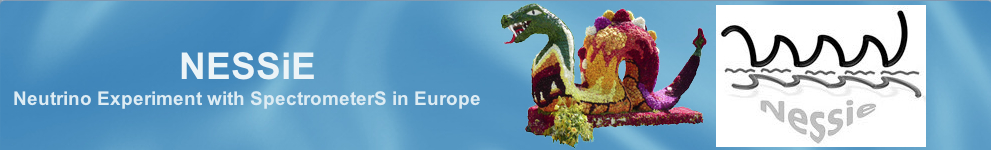 NESSiE
Neutrino Experiment with SpectrometerS in Europe
Nessie